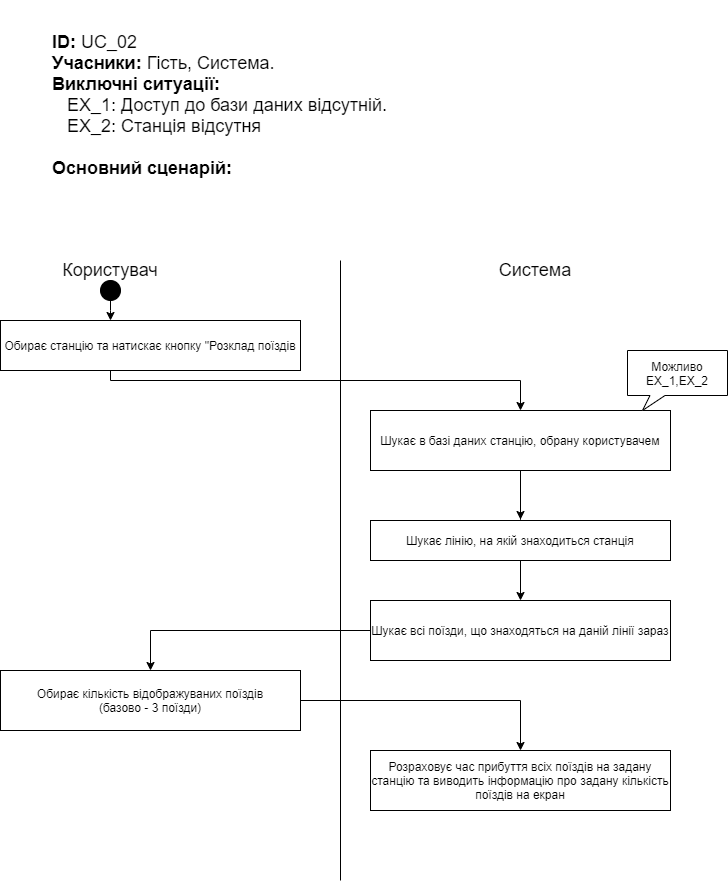 ID: UC_02
Учасники: Гість, Система.
Виключні ситуації:
EX_1: Доступ до бази даних відсутній.
EX_2: Станція відсутня
Основний сценарій:
Користувач
Система
Обирає станцію та натискає кнопку "Розклад поїздів
Можливо
EX_1,EX_2
Шукає в базі даних станцію, обрану користувачем
Шукає лінію, на якій знаходиться станція
Шукає всі поїзди, що знаходяться на даній лінії зараз
Обирає кількість відображуваних поїздів
(базово - 3 поїзди)
Розраховує час прибуття всіх поїздів на задану
станцію та виводить інформацію про задану кількість
поїздів на екран